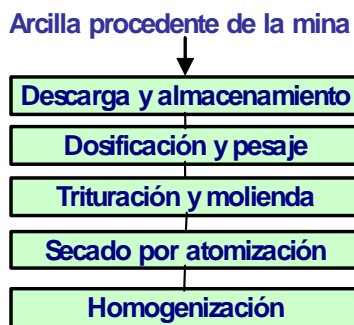 Arcilla procedente de la mina
Descarga y almacenamiento
Dosificación y pesaje
Trituración y molienda
Secado por atomización
Homogenización